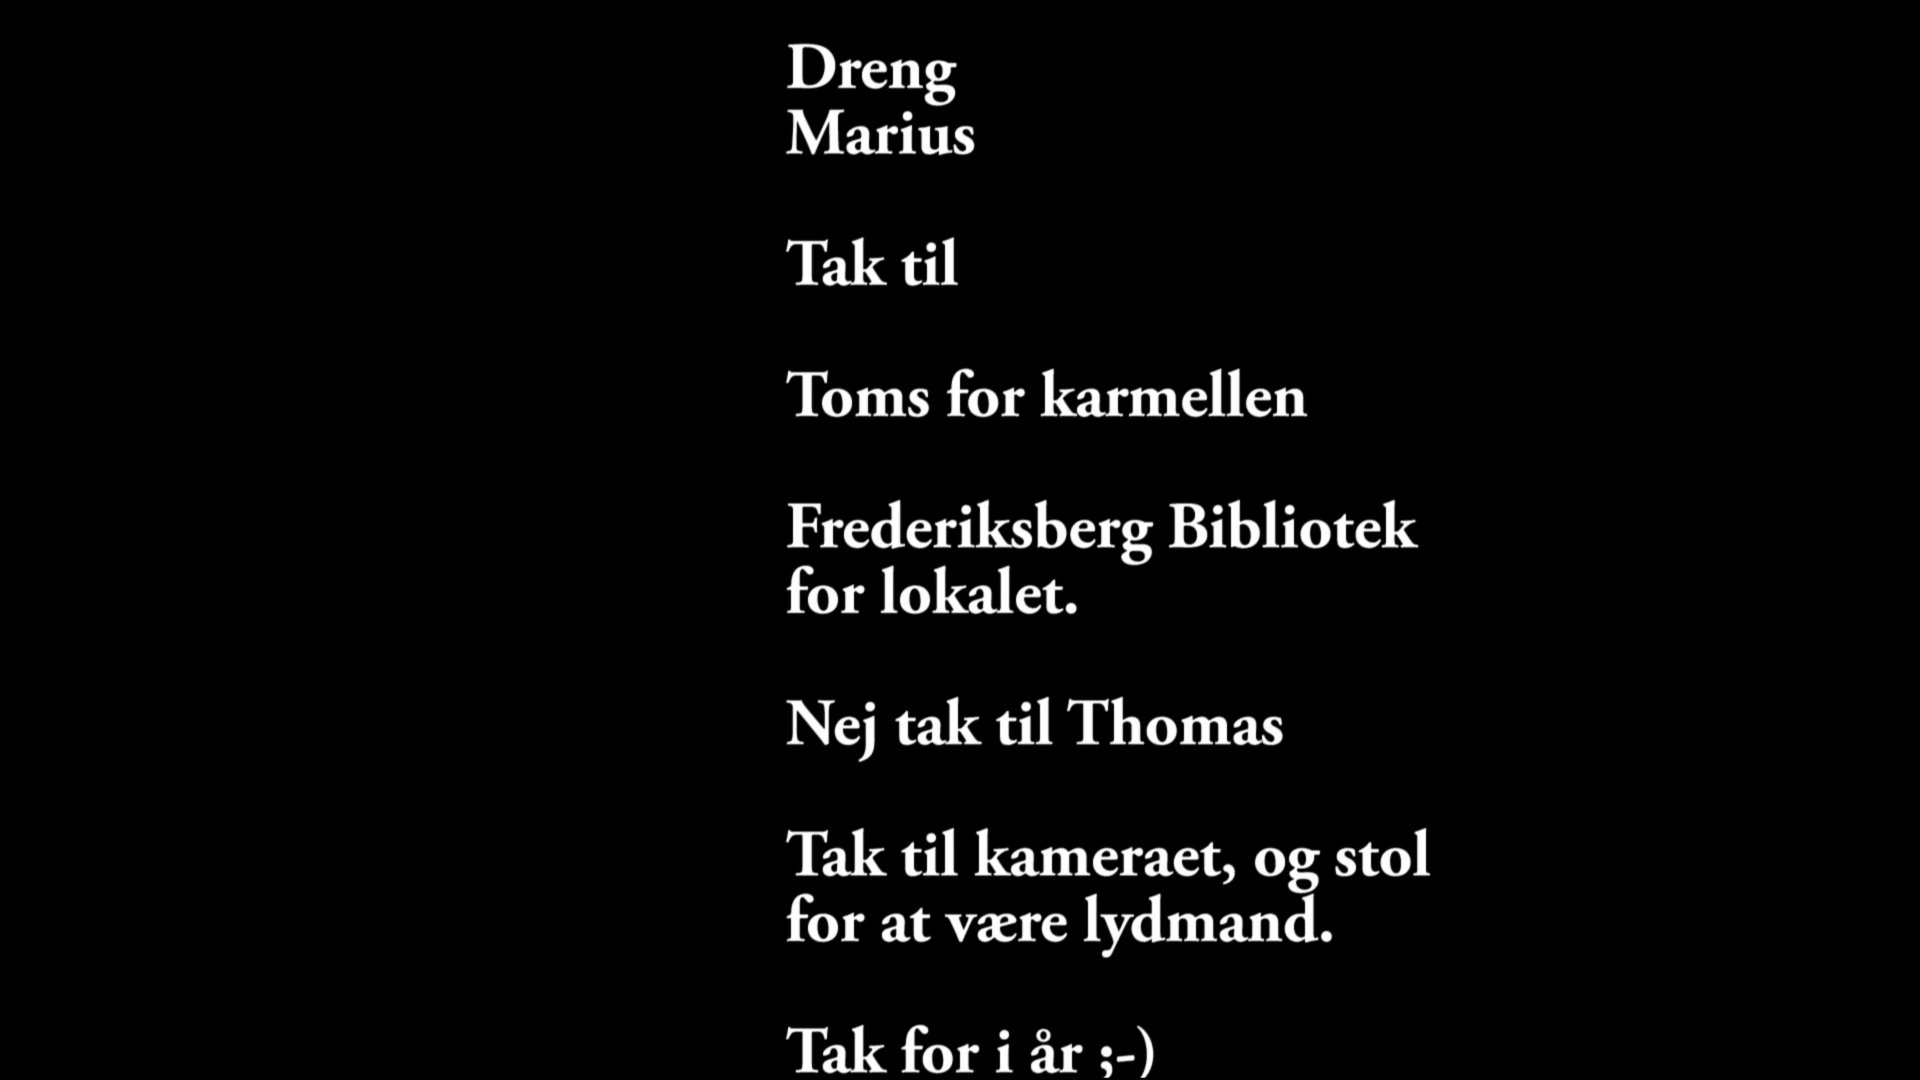 Dreng
Marius
Tak til
Toms for karmellen
Frederiksberg Bibliotek
for lokalet.
Nej tak til Thomas
Tak til kameraet, og stol
for at være lydmand.
Tak for i år ;-)